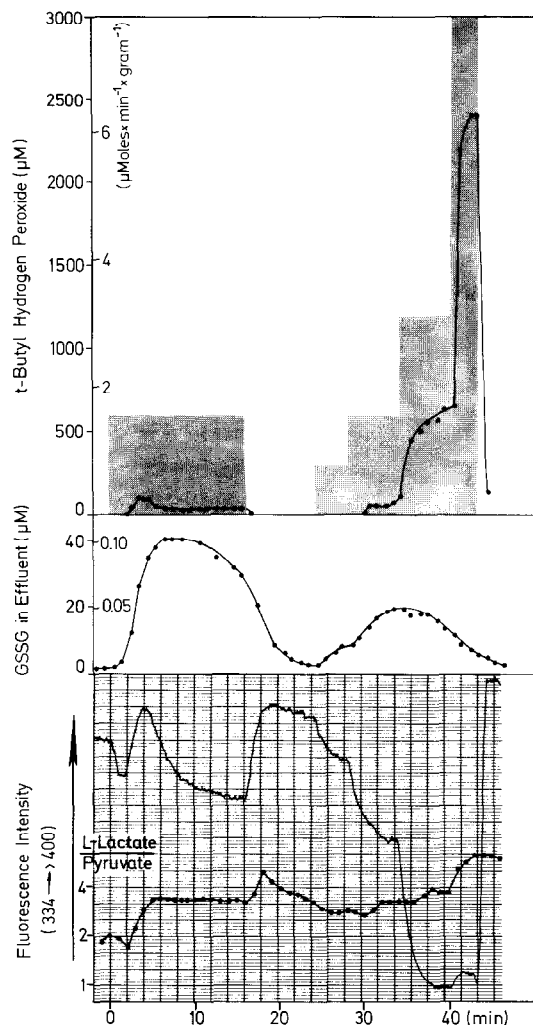 3000
2500
2000
1500
1000
500
0
t-Butyl Hydrogen Peroxide (μM)
6
4
2
(μMoles × min⁻¹ × gram⁻¹)
40
20
0
GSSG in Effluent (μM)
0.10
0.05
Fluorescence Intensity
(334 → >400)
L-Lactate
Pyruvate
4
2
1
0
10
20
30
40
(min)